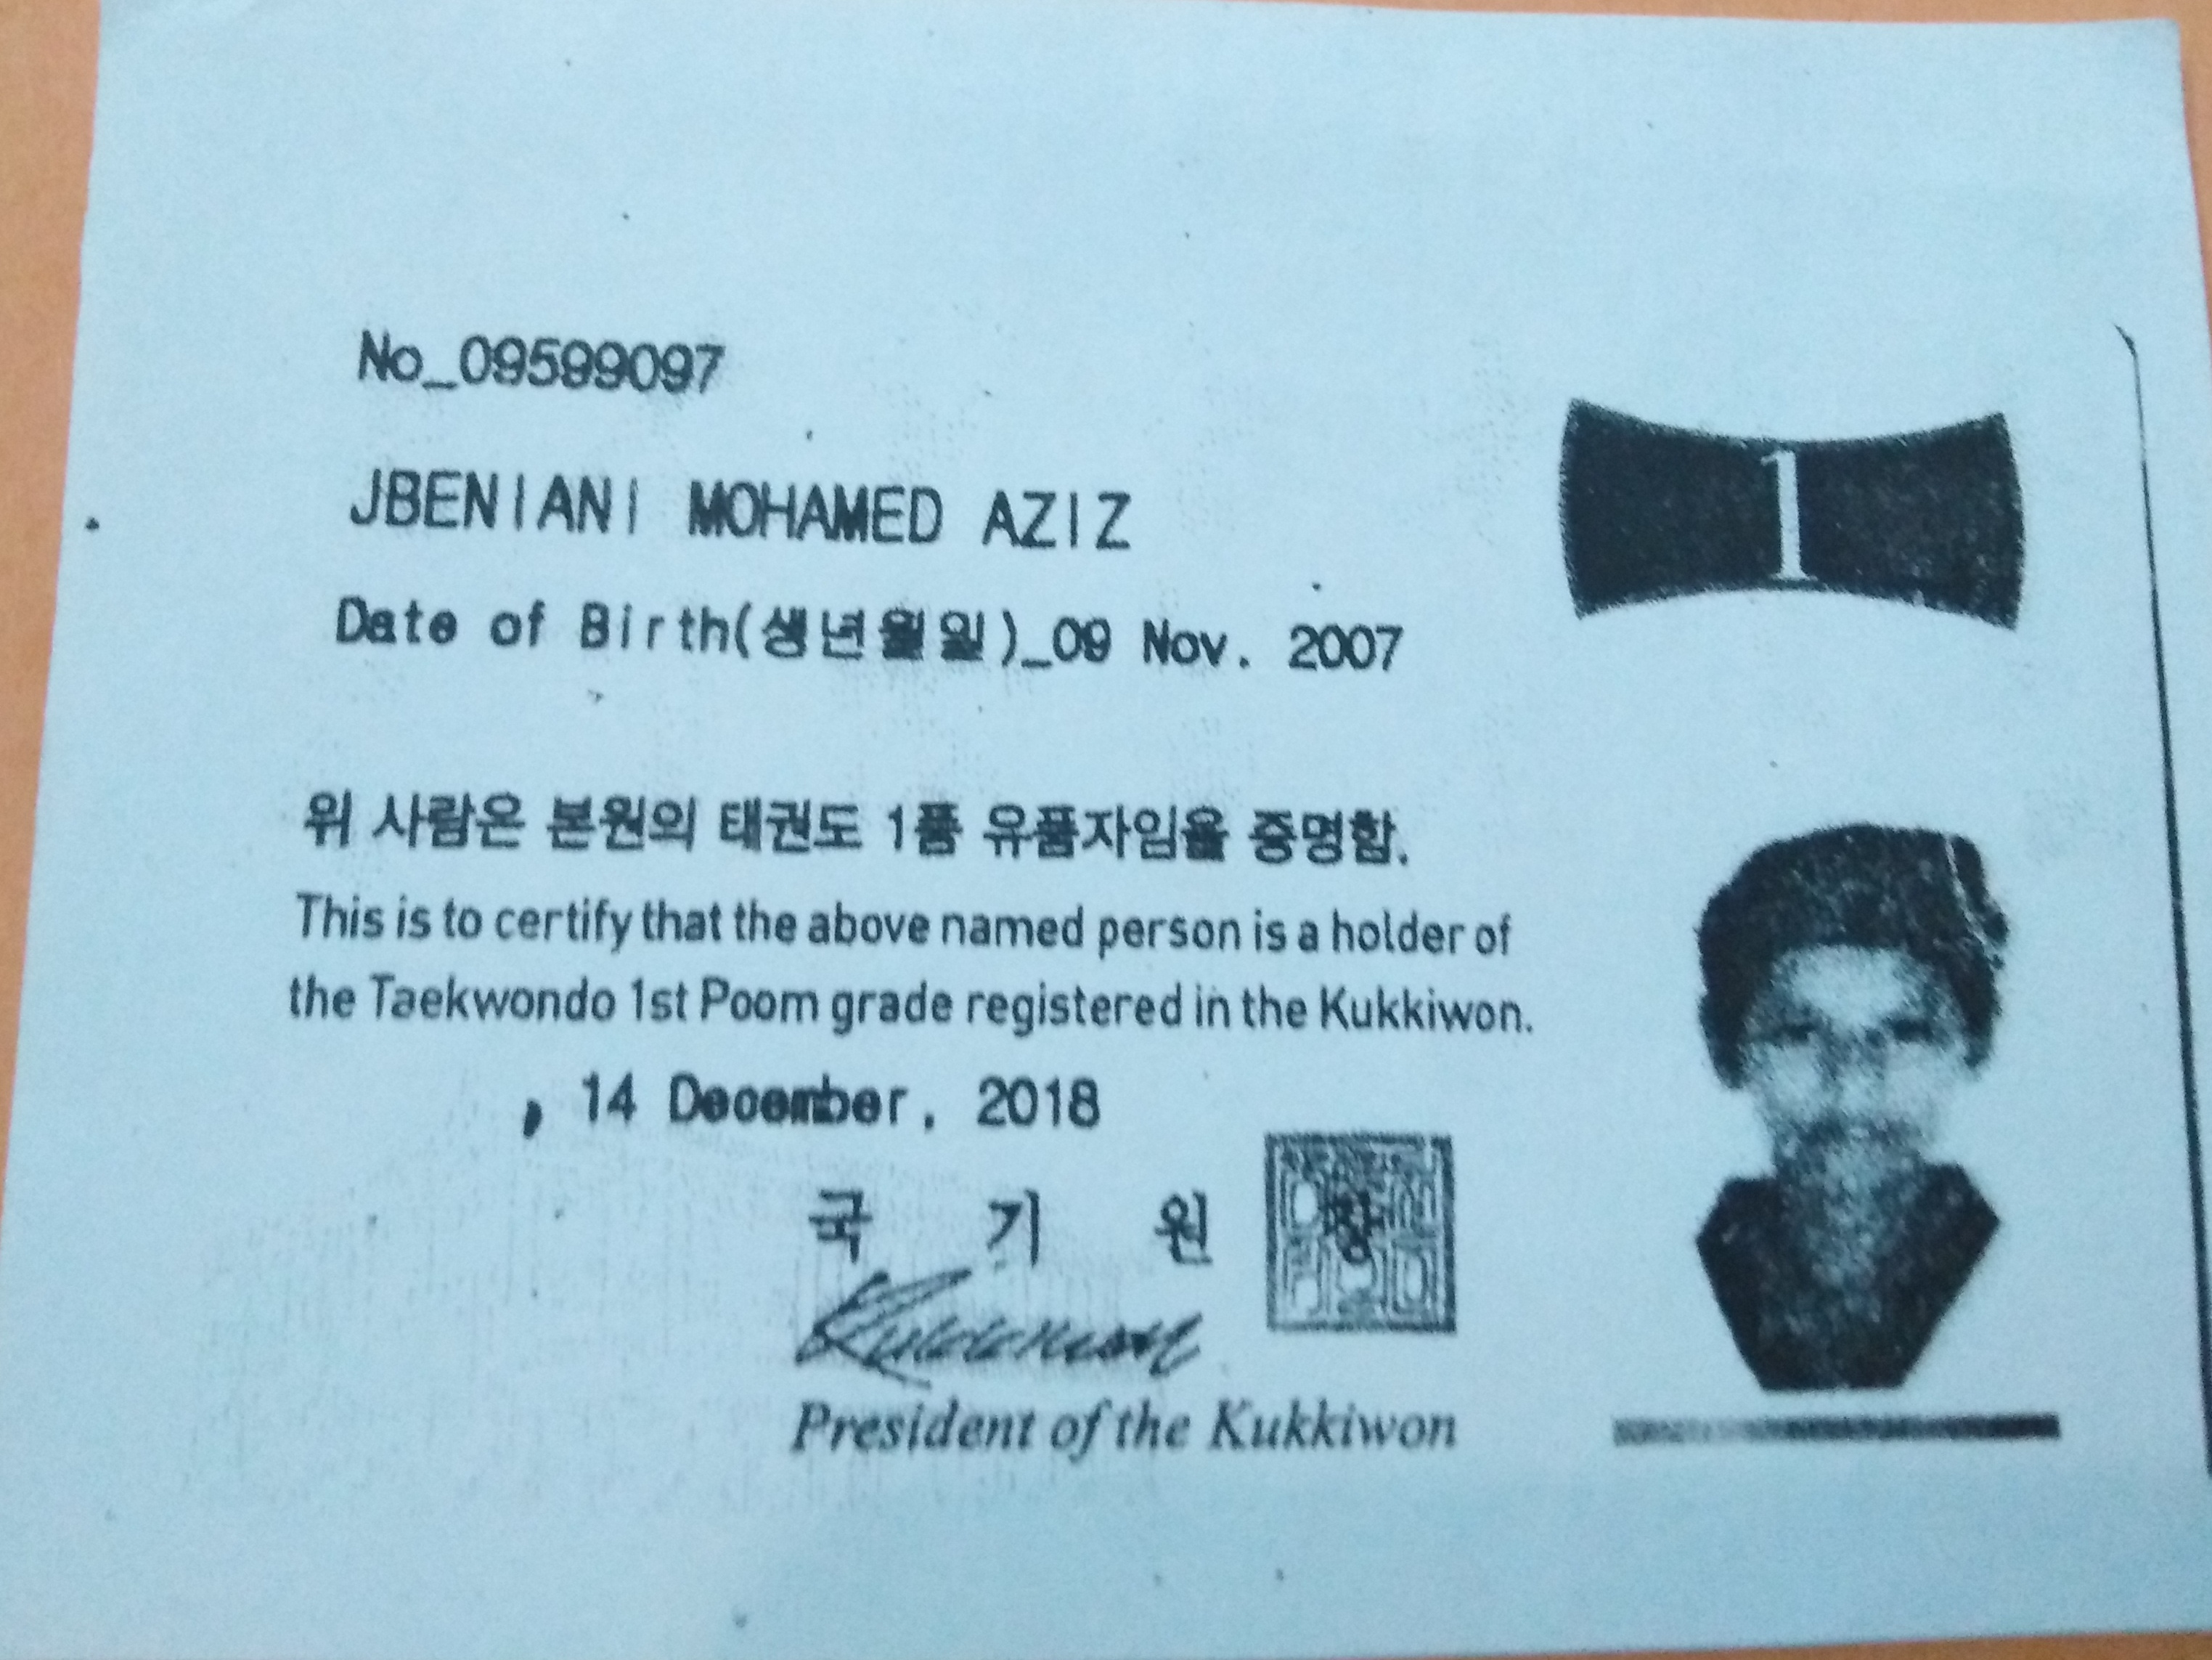 No_09599097
1
JBENIANI MOHAMED AZIZ
Date of Birth(생년월일)_09 Nov. 2007
위 사람은 본원의 태권도 1품 유품자임을 증명함.
This is to certify that the above named person is a holder of
the Taekwondo 1st Poom grade registered in the Kukkiwon.
14 December, 2018
국 기 원 장
Kukkiwon
President of the Kukkiwon